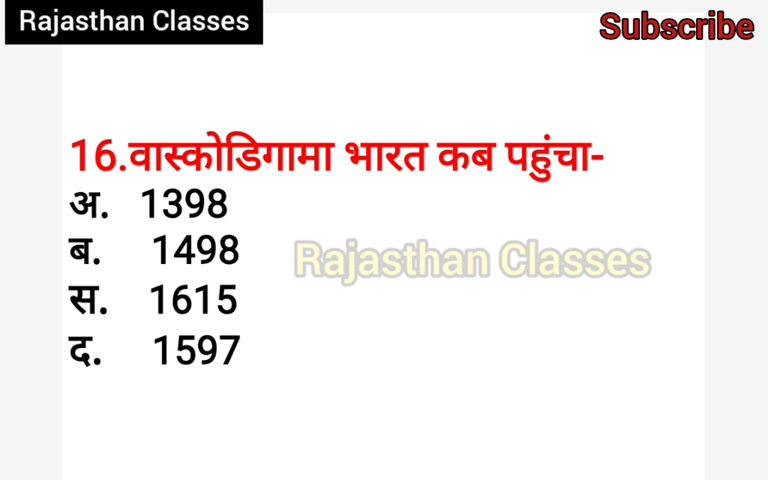 Rajasthan Classes
Subscribe
16.वास्कोडिगामा भारत कब पहुंचा-
अ. 1398
ब. 1498
Rajasthan Classes
स. 1615
द. 1597